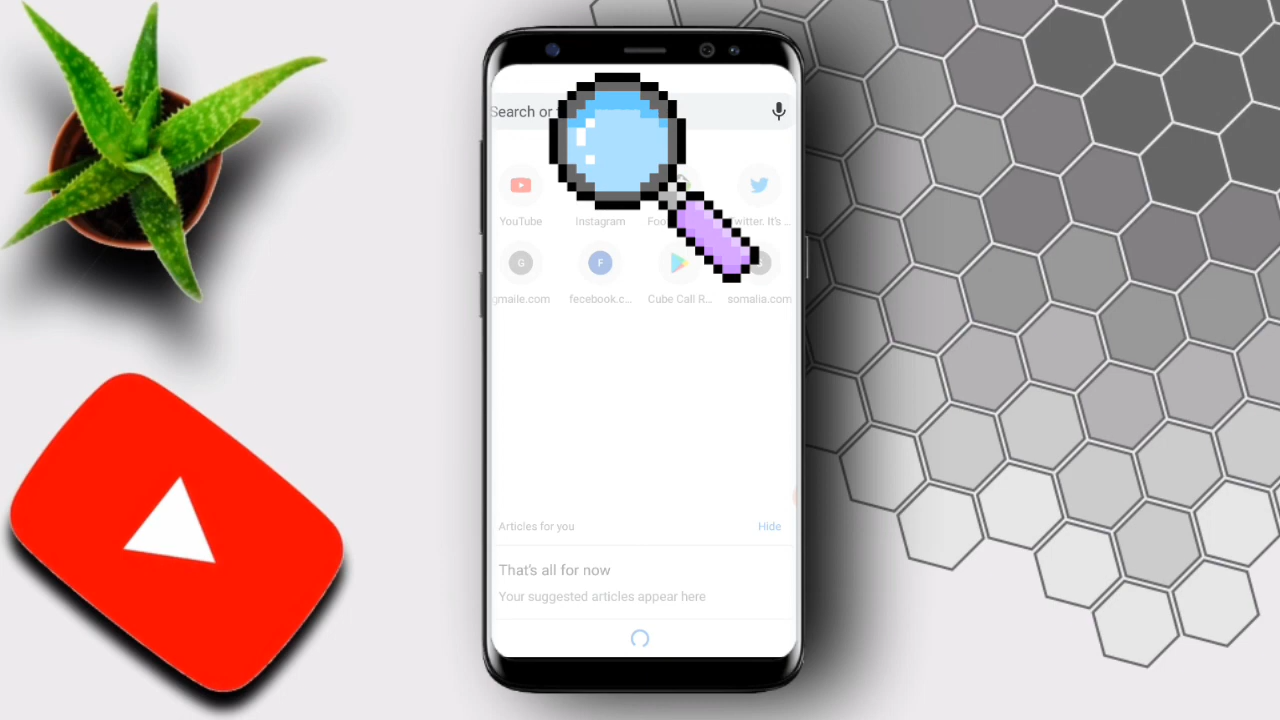 Search or
YouTube
Instagram
Twitter. It's ...
G
F
gmaile.com
fecebook.c...
Cube Call R...
somalia.com
Articles for you
Hide
That's all for now
Your suggested articles appear here